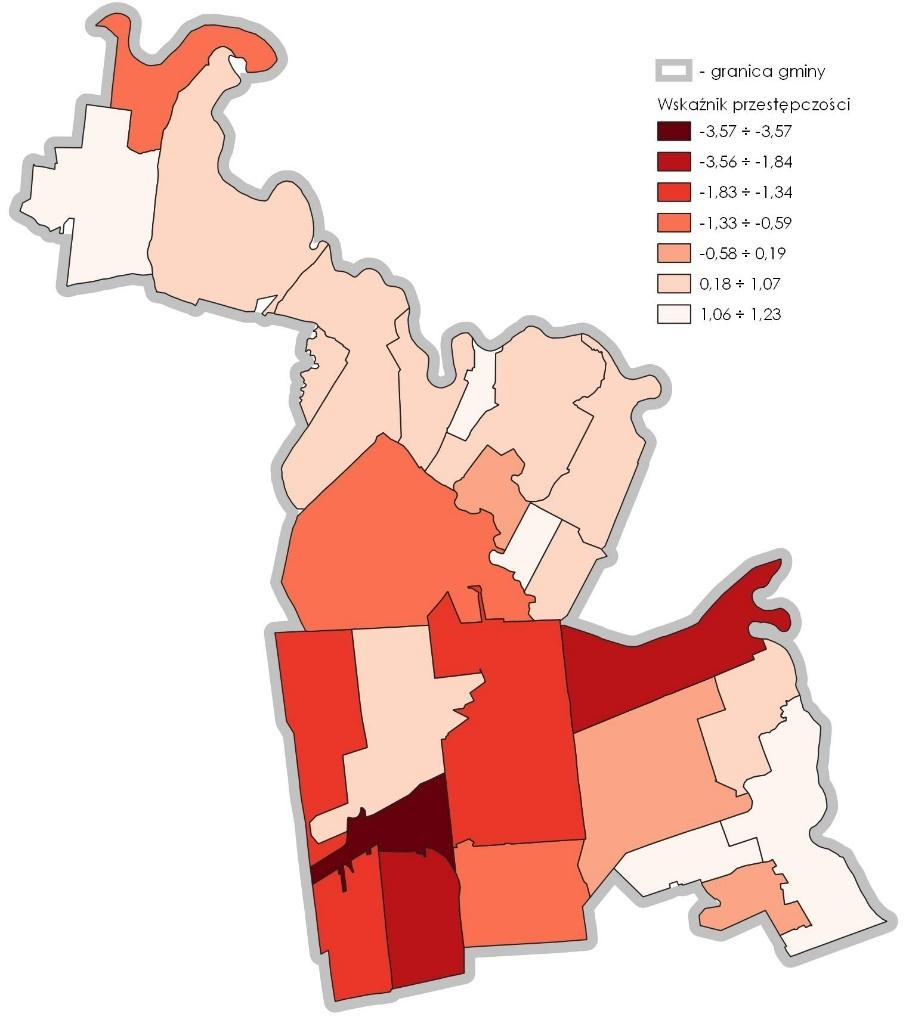 - granica gminy
Wskaźnik przestępczości
-3,57 ÷ -3,57
-3,56 ÷ -1,84
-1,83 ÷ -1,34
-1,33 ÷ -0,59
-0,58 ÷ 0,19
0,18 ÷ 1,07
1,06 ÷ 1,23